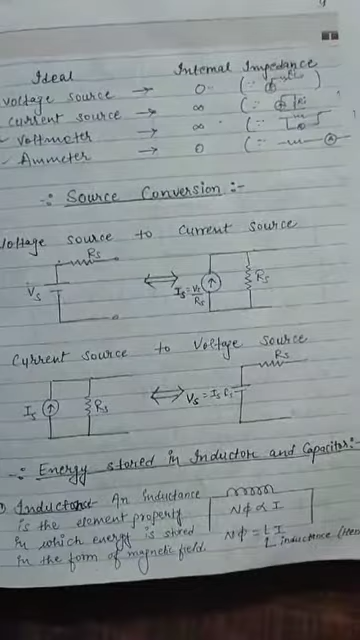 Ideal Internal Impedance
voltage source → 0
current source → ∞
Voltmeter → ∞
Ammeter → 0
-: Source Conversion :-
Voltage source to Current source
Rs
Vs
Is = Vs/Rs
Rs
Current source to Voltage source
Rs
Is
Rs
Vs = Is
-: Energy stored in Inductor and Capacitor:-
Inductance An inductance
is the element property
in which energy is stored
in the form of magnetic field.
Nϕ ∝ I
Nϕ = L I
L inductance (Hen